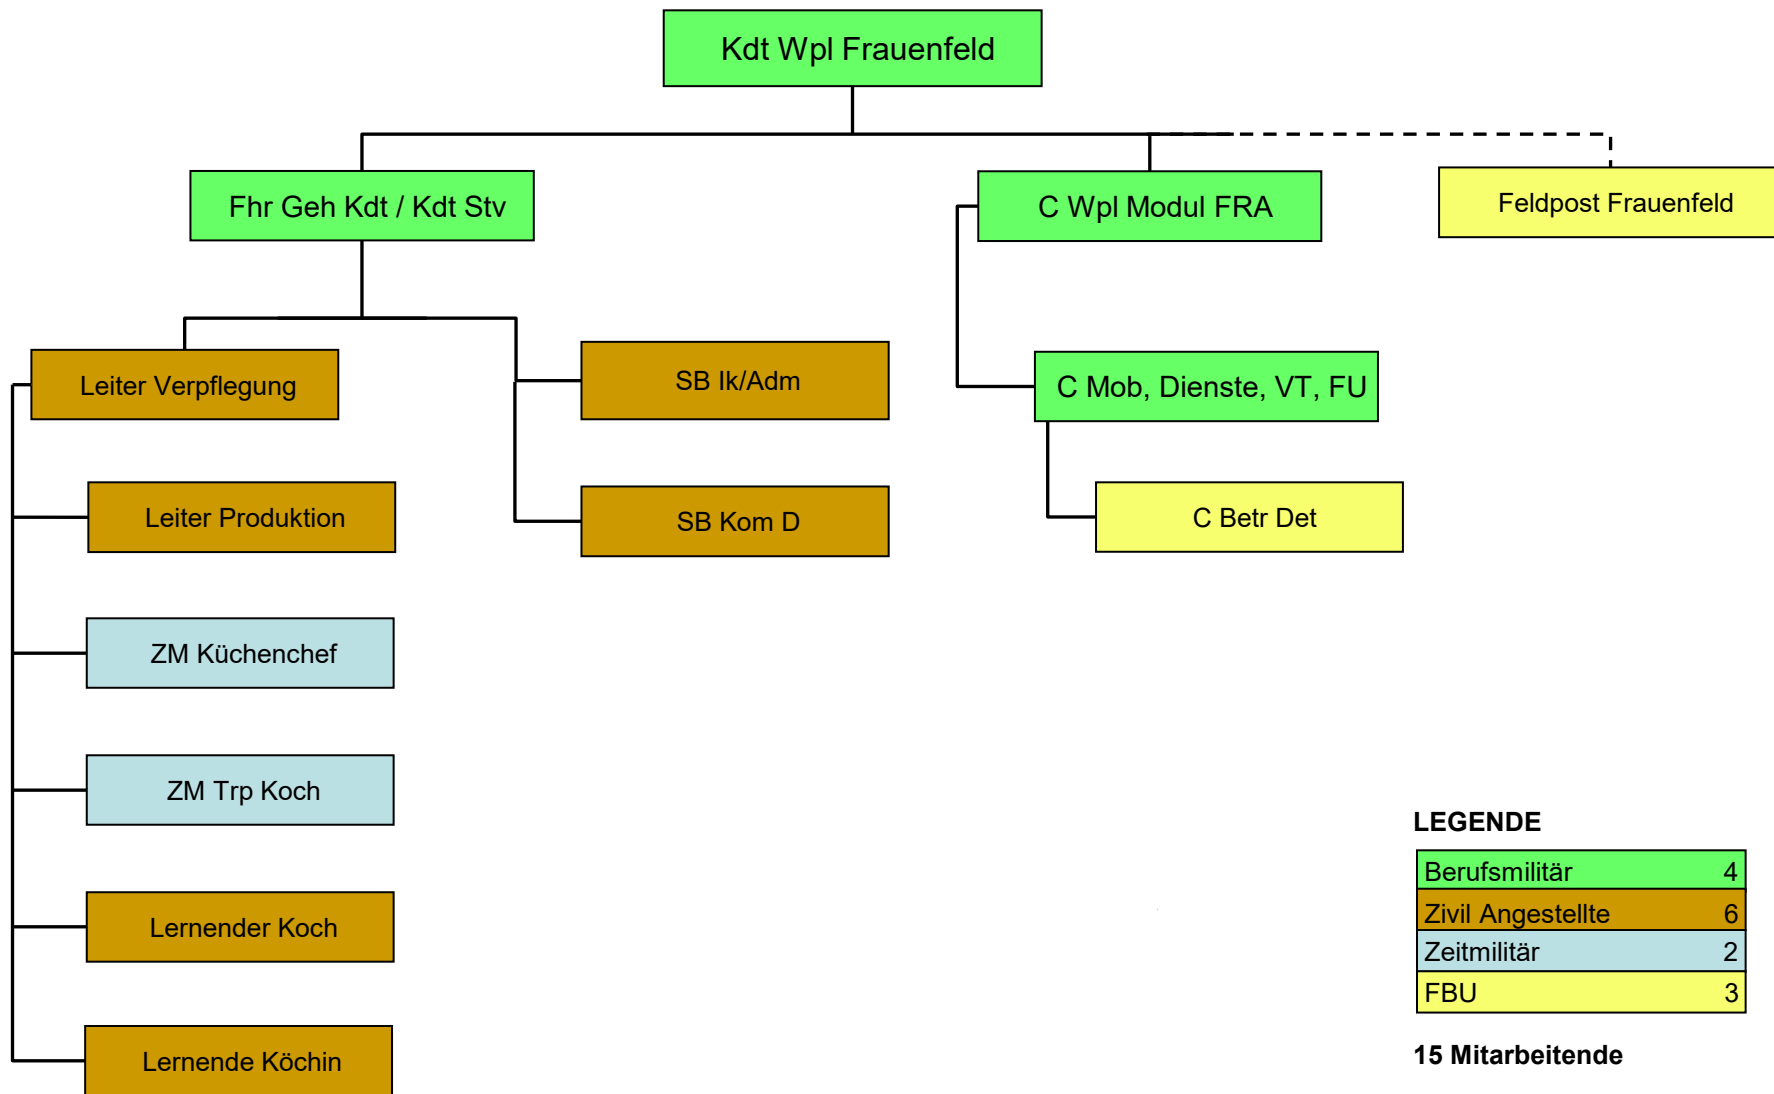 Kdt Wpl Frauenfeld
Fhr Geh Kdt / Kdt Stv
C Wpl Modul FRA
Feldpost Frauenfeld
Leiter Verpflegung
SB Ik/Adm
C Mob, Dienste, VT, FU
Leiter Produktion
SB Kom D
C Betr Det
ZM Küchenchef
ZM Trp Koch
Lernender Koch
Lernende Köchin
LEGENDE
Berufsmilitär 4
Zivil Angestellte 6
Zeitmilitär 2
FBU 3
15 Mitarbeitende